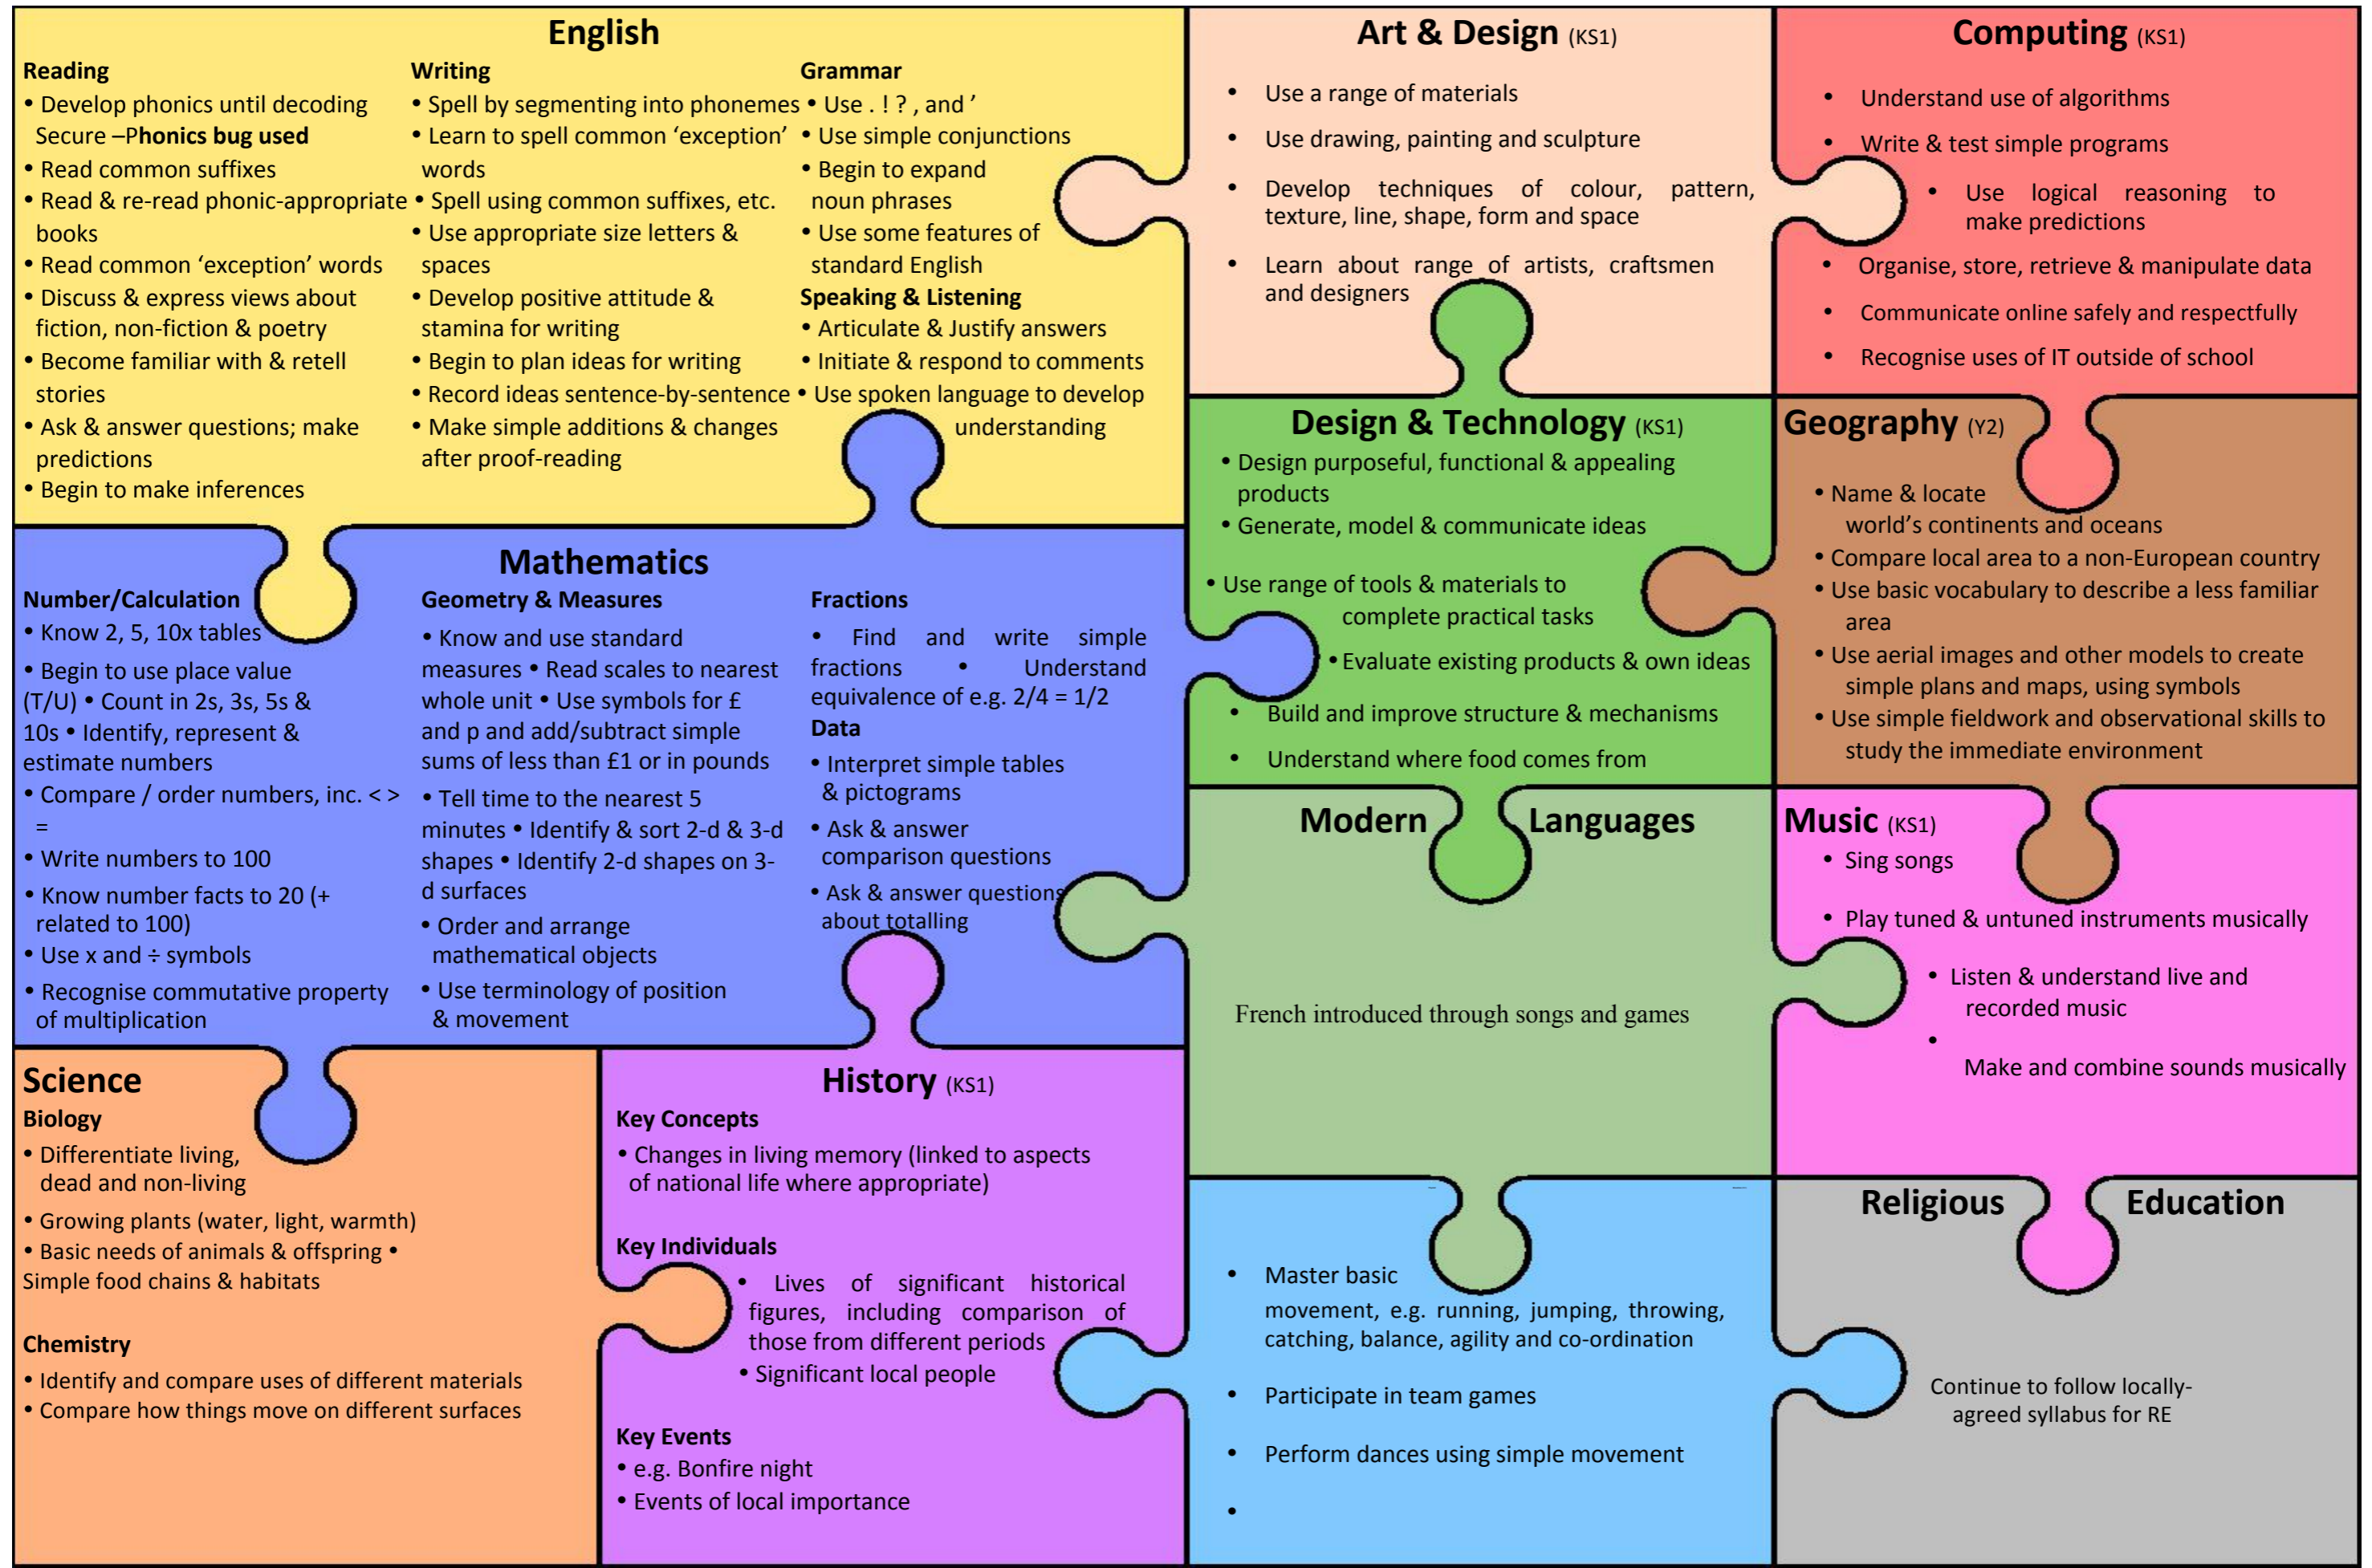 English
Reading
• Develop phonics until decoding
Secure –Phonics bug used
• Read common suffixes
• Read & re-read phonic-appropriate
books
• Read common ‘exception’ words
• Discuss & express views about
fiction, non-fiction & poetry
• Become familiar with & retell
stories
• Ask & answer questions; make
predictions
• Begin to make inferences
Writing
• Spell by segmenting into phonemes
• Learn to spell common ‘exception’
words
• Spell using common suffixes, etc.
• Use appropriate size letters &
spaces
• Develop positive attitude &
stamina for writing
• Begin to plan ideas for writing
• Record ideas sentence-by-sentence
• Make simple additions & changes
after proof-reading
Grammar
• Use . ! ? , and ’
• Use simple conjunctions
• Begin to expand
noun phrases
• Use some features of
standard English
Speaking & Listening
• Articulate & Justify answers
• Initiate & respond to comments
• Use spoken language to develop
understanding
Art & Design (KS1)
• Use a range of materials
• Use drawing, painting and sculpture
• Develop techniques of colour, pattern,
texture, line, shape, form and space
• Learn about range of artists, craftsmen
and designers
Computing (KS1)
• Understand use of algorithms
• Write & test simple programs
• Use logical reasoning to
make predictions
• Organise, store, retrieve & manipulate data
• Communicate online safely and respectfully
• Recognise uses of IT outside of school
Mathematics
Number/Calculation
• Know 2, 5, 10x tables
• Begin to use place value
(T/U) • Count in 2s, 3s, 5s &
10s • Identify, represent &
estimate numbers
• Compare / order numbers, inc. < >
=
• Write numbers to 100
• Know number facts to 20 (+
related to 100)
• Use x and ÷ symbols
• Recognise commutative property
of multiplication
Geometry & Measures
• Know and use standard
measures • Read scales to nearest
whole unit • Use symbols for £
and p and add/subtract simple
sums of less than £1 or in pounds
• Tell time to the nearest 5
minutes • Identify & sort 2-d & 3-d
shapes • Identify 2-d shapes on 3-
d surfaces
• Order and arrange
mathematical objects
• Use terminology of position
& movement
Fractions
• Find and write simple
fractions • Understand
equivalence of e.g. 2/4 = 1/2
Data
• Interpret simple tables
& pictograms
• Ask & answer
comparison questions
• Ask & answer questions
about totalling
Design & Technology (KS1)
• Design purposeful, functional & appealing
products
• Generate, model & communicate ideas
• Use range of tools & materials to
complete practical tasks
• Evaluate existing products & own ideas
• Build and improve structure & mechanisms
• Understand where food comes from
Geography (Y2)
• Name & locate
world’s continents and oceans
• Compare local area to a non-European country
• Use basic vocabulary to describe a less familiar
area
• Use aerial images and other models to create
simple plans and maps, using symbols
• Use simple fieldwork and observational skills to
study the immediate environment
Modern Languages
French introduced through songs and games
Music (KS1)
• Sing songs
• Play tuned & untuned instruments musically
• Listen & understand live and
recorded music
•
Make and combine sounds musically
Science
Biology
• Differentiate living,
dead and non-living
• Growing plants (water, light, warmth)
• Basic needs of animals & offspring •
Simple food chains & habitats
Chemistry
• Identify and compare uses of different materials
• Compare how things move on different surfaces
History (KS1)
Key Concepts
• Changes in living memory (linked to aspects
of national life where appropriate)
Key Individuals
• Lives of significant historical
figures, including comparison of
those from different periods
• Significant local people
Key Events
• e.g. Bonfire night
• Events of local importance
• Master basic
movement, e.g. running, jumping, throwing,
catching, balance, agility and co-ordination
• Participate in team games
• Perform dances using simple movement
•
Religious Education
Continue to follow locally-
agreed syllabus for RE